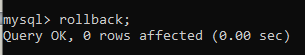 mysql> rollback;
Query OK, 0 rows affected (0.00 sec)